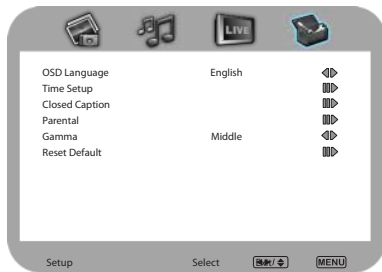 LIVE
OSD Language English
Time Setup
Closed Caption
Parental
Gamma Middle
Reset Default
Setup Select MENU